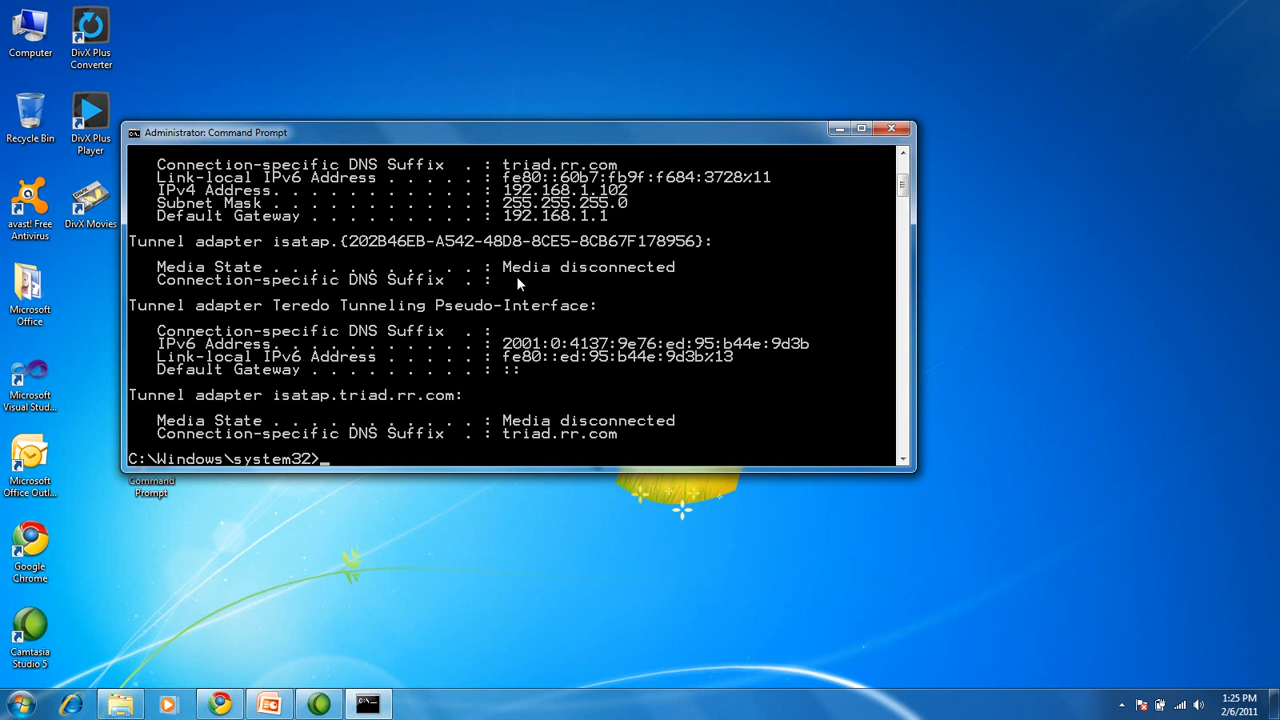 Computer
DivX Plus
Converter
Recycle Bin
DivX Plus
Player
avast! Free
Antivirus
DivX Movies
Microsoft
Office
Microsoft
Visual Stud...
Microsoft
Office Outl...
Google
Chrome
Camtasia
Studio 5
C:\.
Administrator: Command Prompt
Connection-specific DNS Suffix . : triad.rr.com
Link-local IPv6 Address . . . . . : fe80::60b7:fb9f:f684:3728%11
IPv4 Address. . . . . . . . . . . : 192.168.1.102
Subnet Mask . . . . . . . . . . . : 255.255.255.0
Default Gateway . . . . . . . . . : 192.168.1.1
Tunnel adapter isatap.{202B46EB-A542-48D8-8CE5-8CB67F178956}:
Media State . . . . . . . . . . . : Media disconnected
Connection-specific DNS Suffix . :
Tunnel adapter Teredo Tunneling Pseudo-Interface:
Connection-specific DNS Suffix . :
IPv6 Address. . . . . . . . . . . : 2001:0:4137:9e76:ed:95:b44e:9d3b
Link-local IPv6 Address . . . . . : fe80::ed:95:b44e:9d3b%13
Default Gateway . . . . . . . . . : ::
Tunnel adapter isatap.triad.rr.com:
Media State . . . . . . . . . . . : Media disconnected
Connection-specific DNS Suffix . : triad.rr.com
C:\Windows\system32>_
Command
Prompt
1:25 PM
2/6/2011